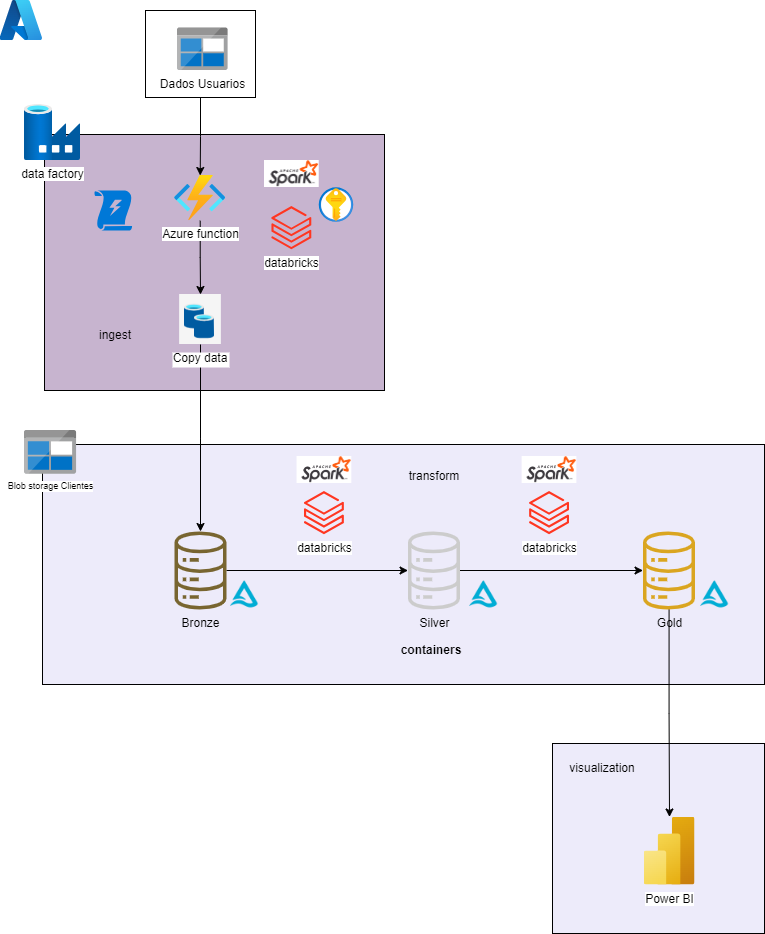 Dados Usuarios
data factory
APACHE
Spark
Azure function
databricks
ingest
Copy data
Blob storage Clientes
APACHE
Spark
transform
APACHE
Spark
databricks
databricks
Bronze
Silver
Gold
containers
visualization
Power BI